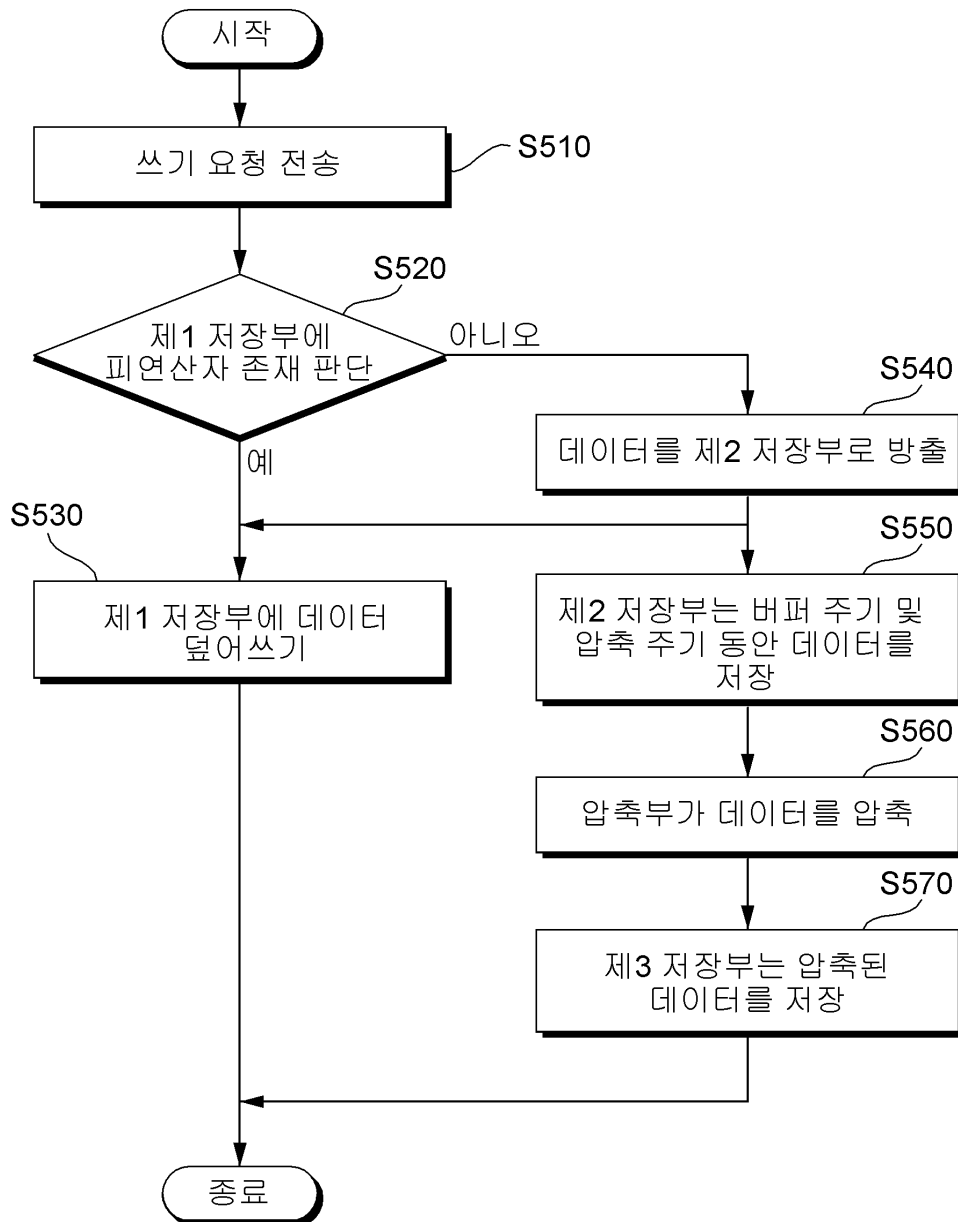 시작
쓰기 요청 전송
S510
S520
제1 저장부에
피연산자 존재 판단
아니오
예
S540
데이터를 제2 저장부로 방출
S530
제1 저장부에 데이터
덮어쓰기
S550
제2 저장부는 버퍼 주기 및
압축 주기 동안 데이터를
저장
S560
압축부가 데이터를 압축
S570
제3 저장부는 압축된
데이터를 저장
종료